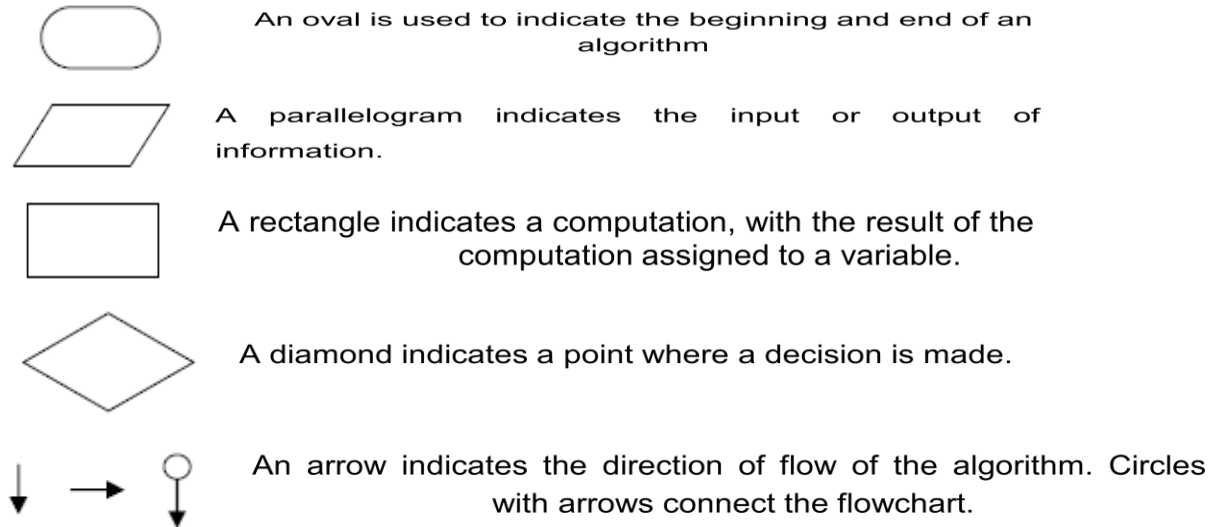 An oval is used to indicate the beginning and end of an
algorithm
A parallelogram indicates the input or output of
information.
A rectangle indicates a computation, with the result of the
computation assigned to a variable.
A diamond indicates a point where a decision is made.
An arrow indicates the direction of flow of the algorithm. Circles
with arrows connect the flowchart.